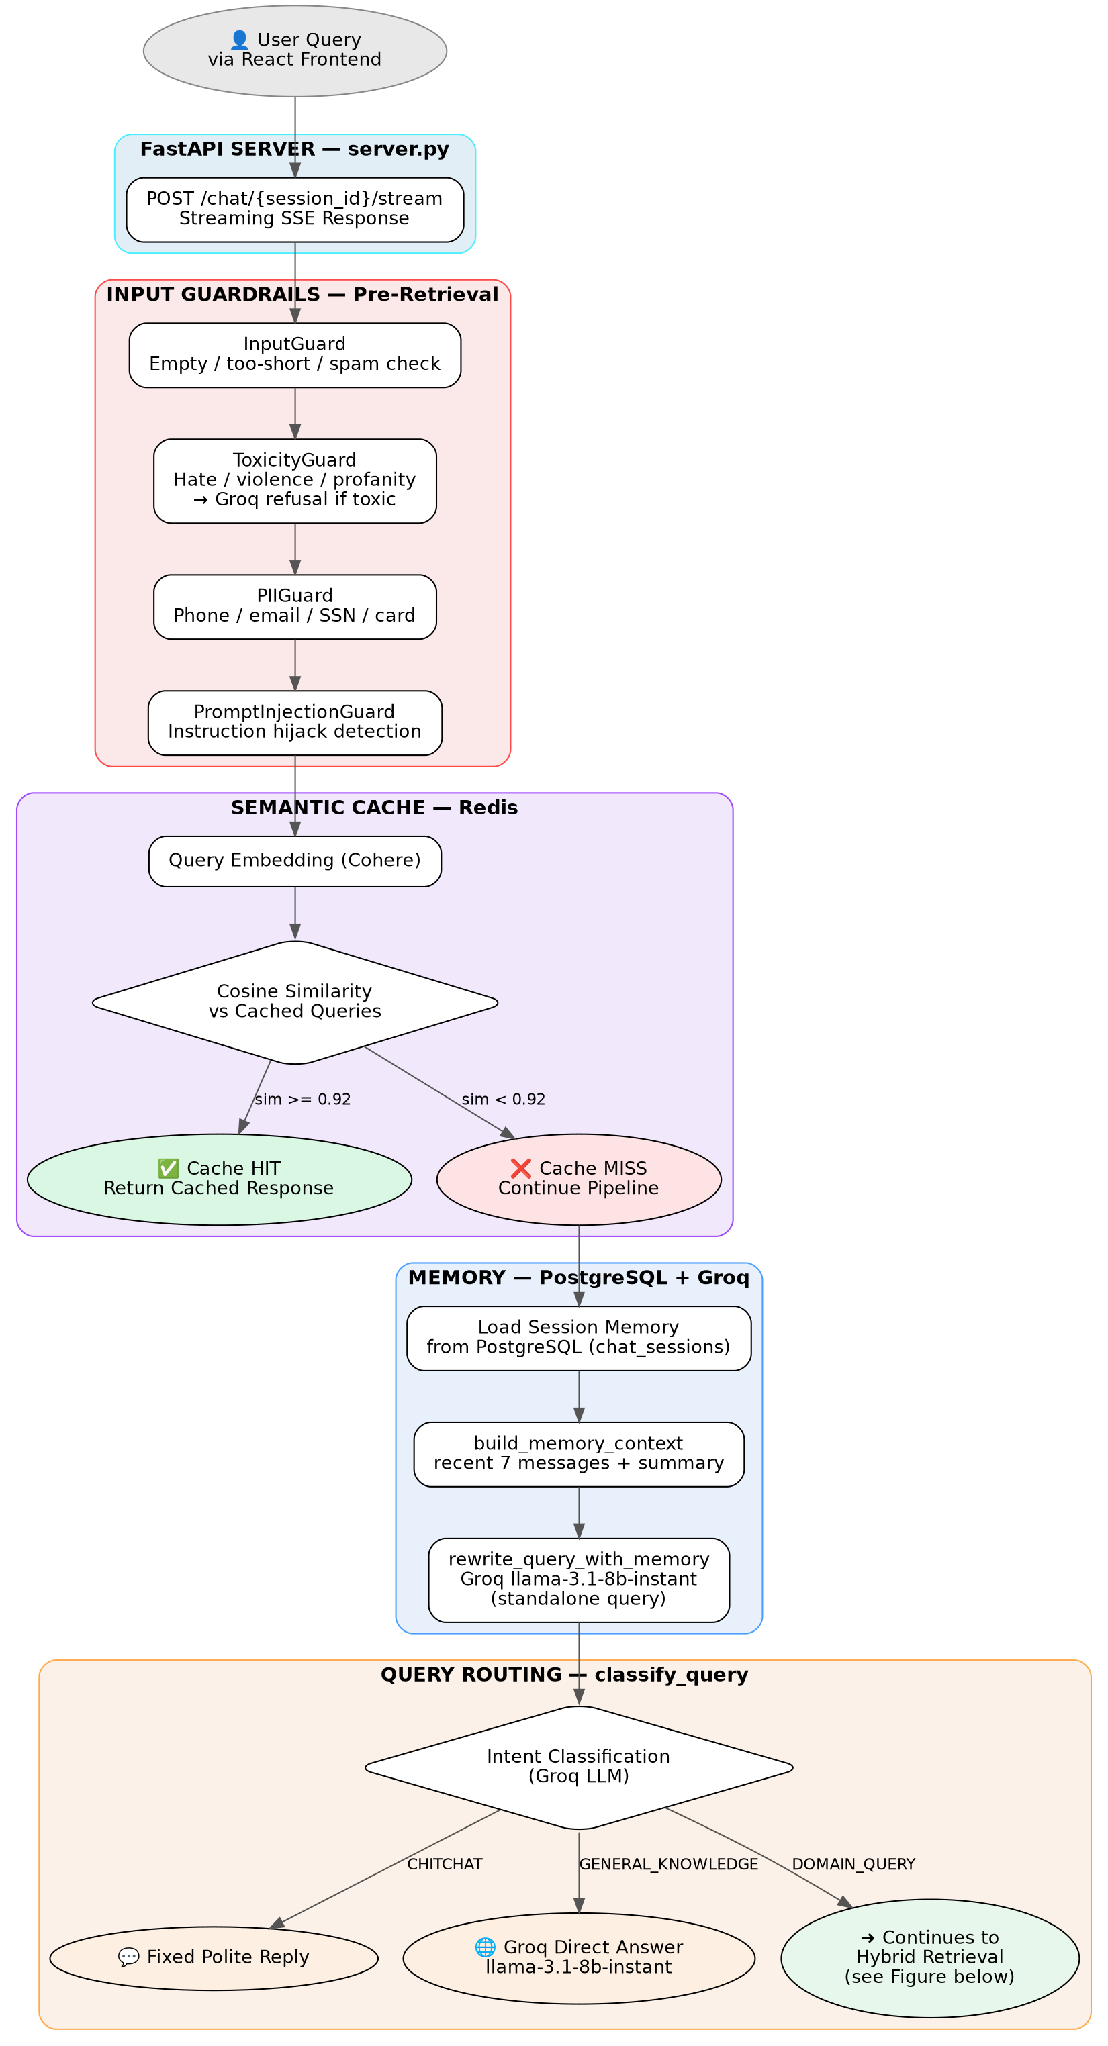 👤 User Query
via React Frontend
FastAPI SERVER — server.py
POST /chat/{session_id}/stream
Streaming SSE Response
INPUT GUARDRAILS — Pre-Retrieval
InputGuard
Empty / too-short / spam check
ToxicityGuard
Hate / violence / profanity
→ Groq refusal if toxic
PIIGuard
Phone / email / SSN / card
PromptInjectionGuard
Instruction hijack detection
SEMANTIC CACHE — Redis
Query Embedding (Cohere)
Cosine Similarity
vs Cached Queries
sim >= 0.92
sim < 0.92
✅ Cache HIT
Return Cached Response
❌ Cache MISS
Continue Pipeline
MEMORY — PostgreSQL + Groq
Load Session Memory
from PostgreSQL (chat_sessions)
build_memory_context
recent 7 messages + summary
rewrite_query_with_memory
Groq llama-3.1-8b-instant
(standalone query)
QUERY ROUTING — classify_query
Intent Classification
(Groq LLM)
CHITCHAT
GENERAL_KNOWLEDGE
DOMAIN_QUERY
💬 Fixed Polite Reply
🌐 Groq Direct Answer
llama-3.1-8b-instant
➜ Continues to
Hybrid Retrieval
(see Figure below)